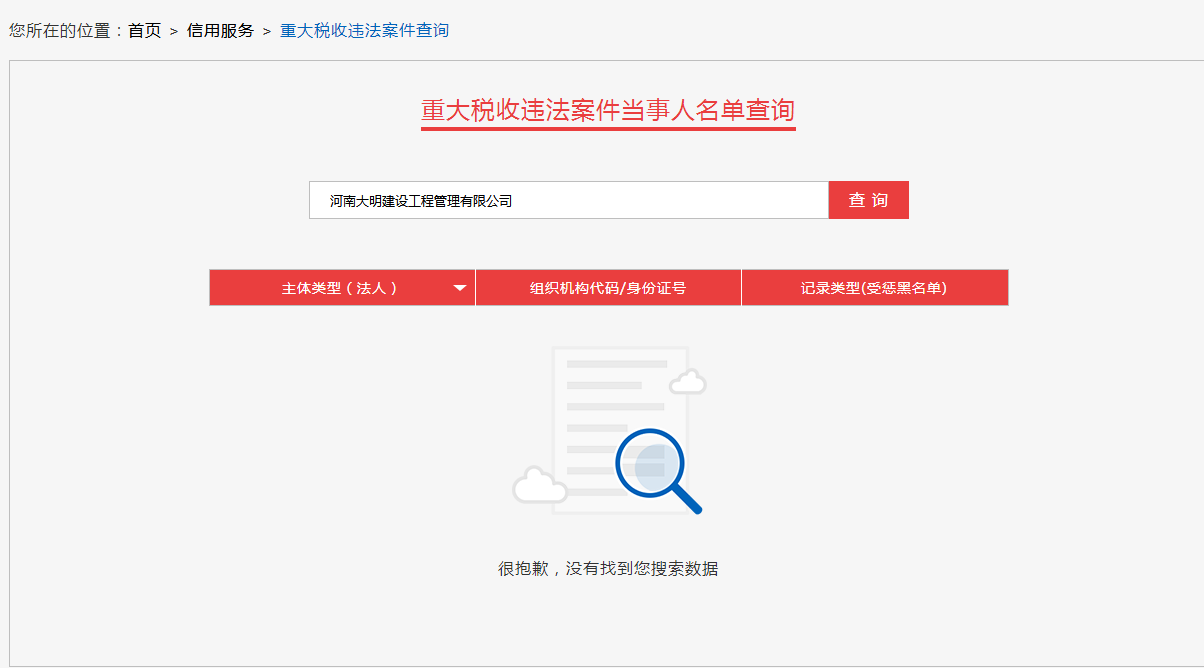 您所在的位置：首页 > 信用服务 > 重大税收违法案件查询
重大税收违法案件当事人名单查询
河南大明建设工程管理有限公司
查 询
主体类型（法人） 组织机构代码/身份证号 记录类型(受惩黑名单)
很抱歉，没有找到您搜索数据